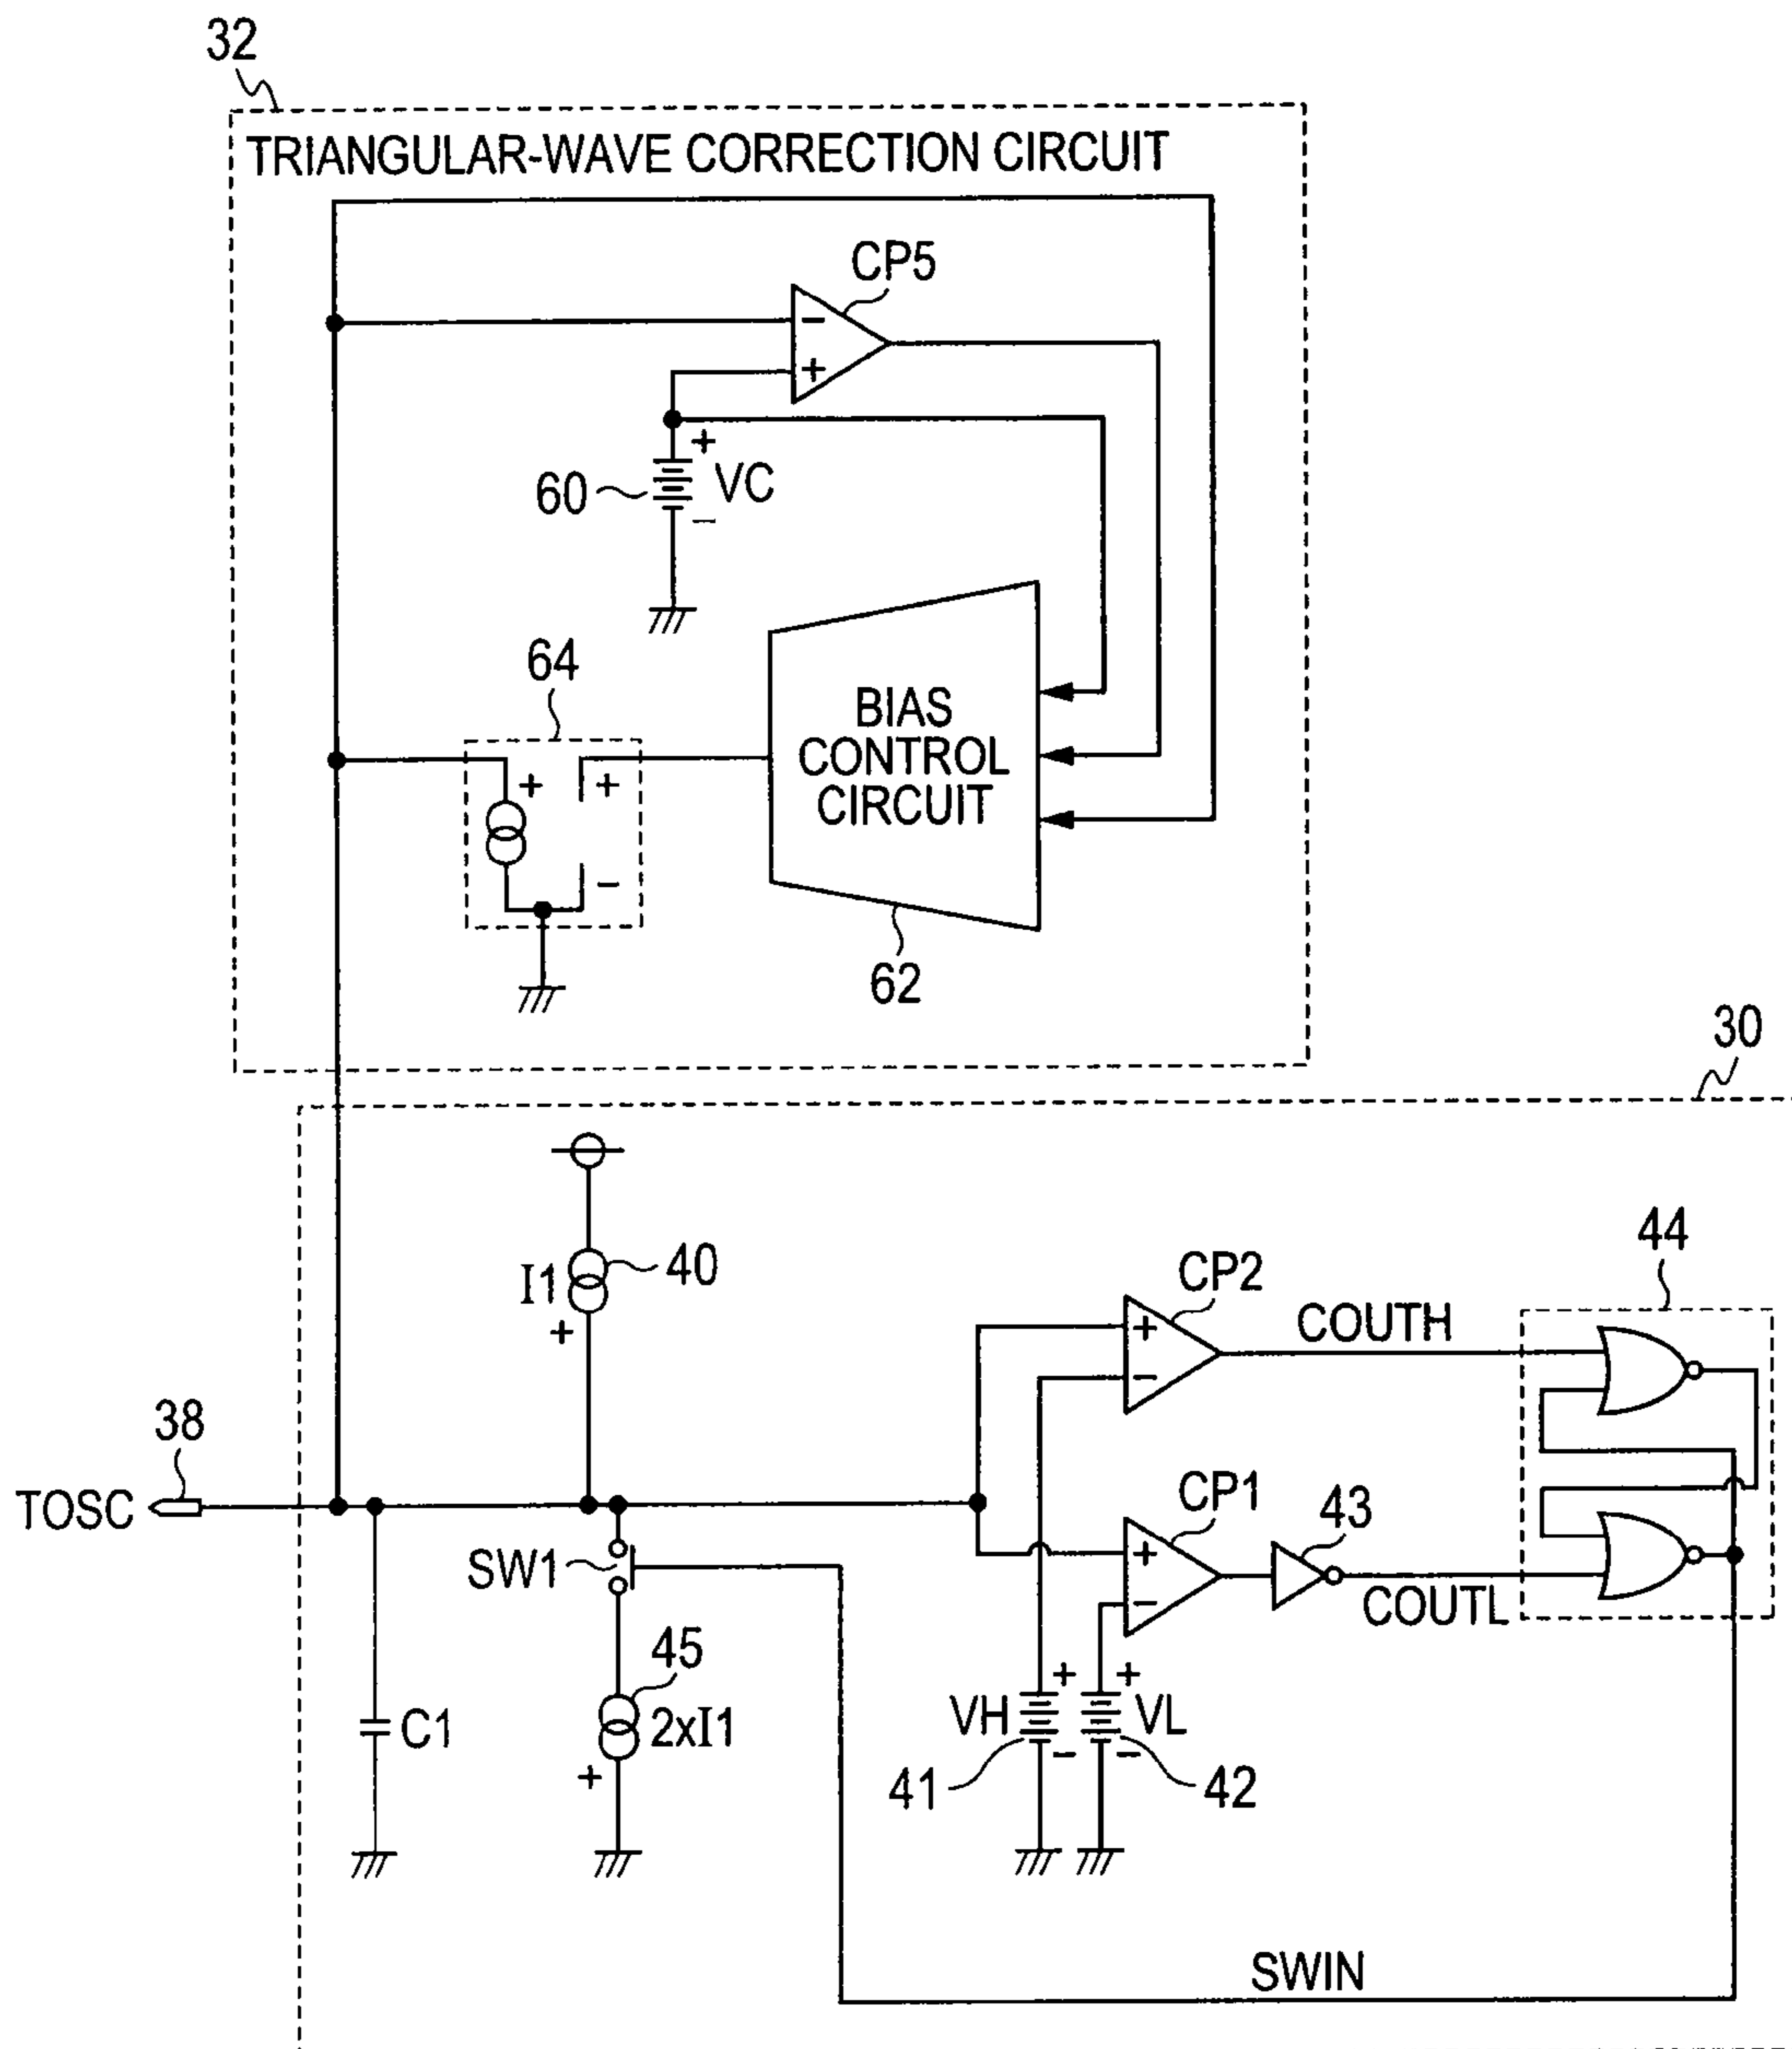 32
TRIANGULAR-WAVE CORRECTION CIRCUIT
CP5
-
+
+
60
VC
-
64
BIAS
CONTROL
CIRCUIT
+
+
-
62
30
I1
40
+
44
CP2
COUTH
+
-
38
TOSC
CP1
43
SW1
+
-
COUTL
45
2xI1
+
C1
VH
+
-
VL
+
-
41
42
SWIN